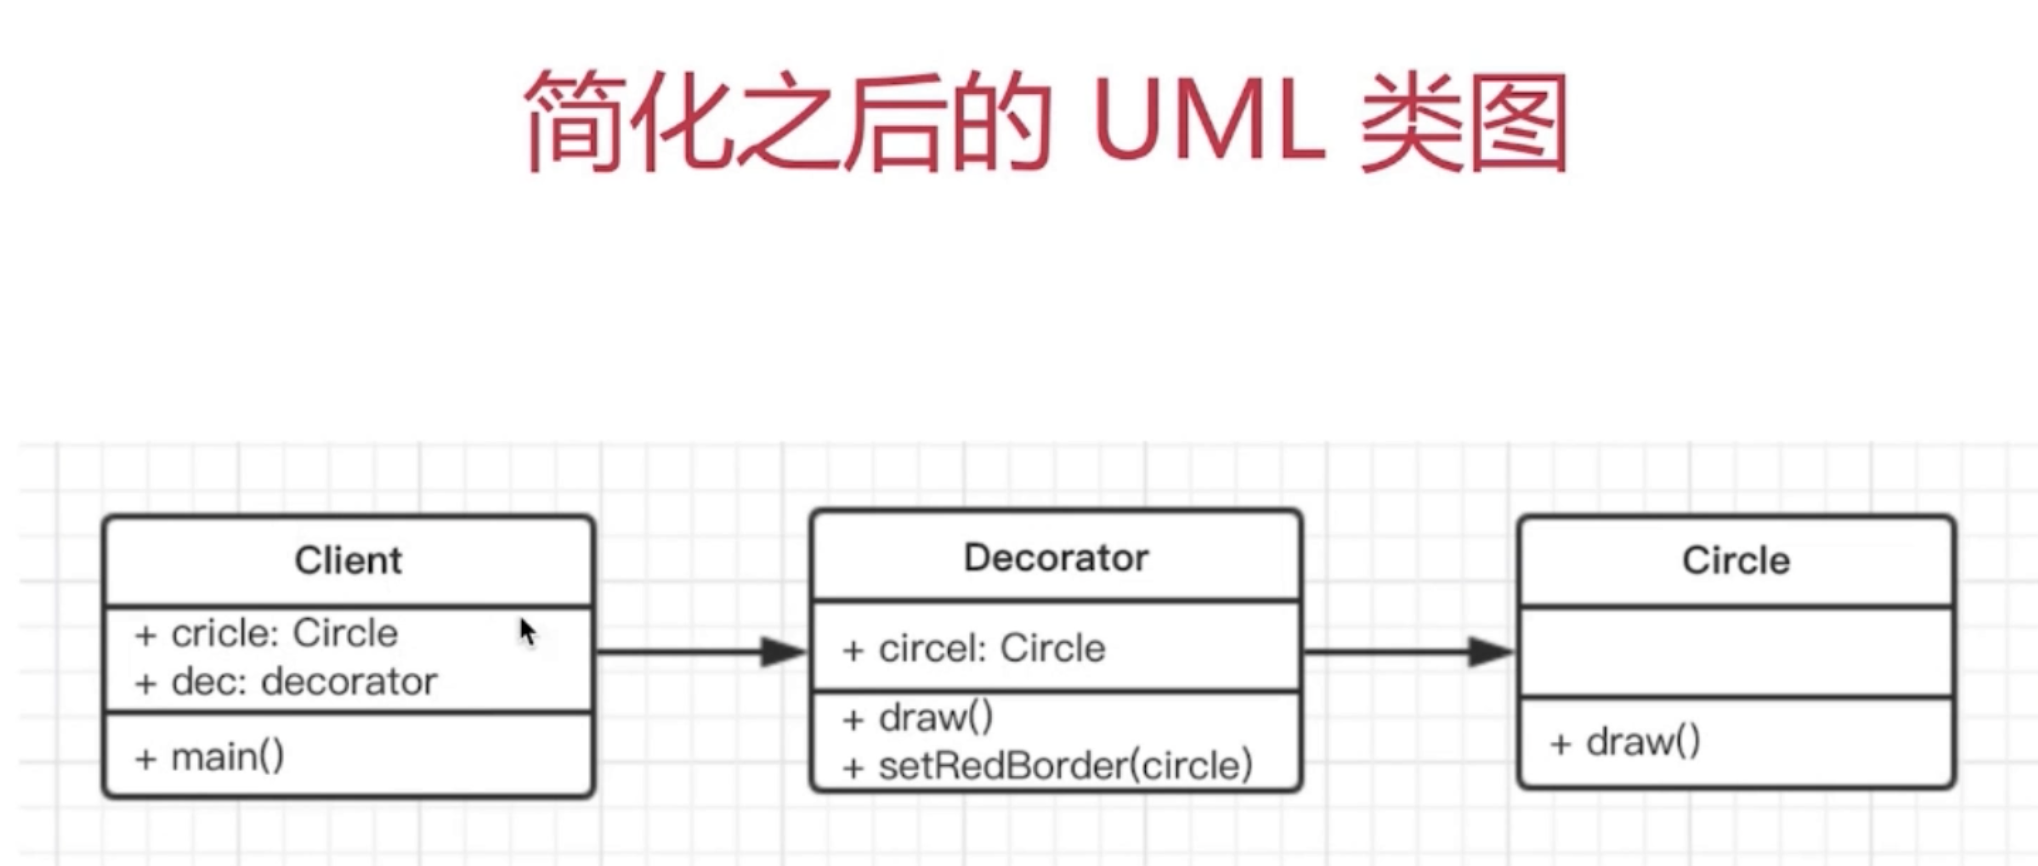 简化之后的 UML 类图
Client
+ cricle: Circle
+ dec: decorator
+ main()
Decorator
+ circel: Circle
+ draw()
+ setRedBorder(circle)
Circle
+ draw()